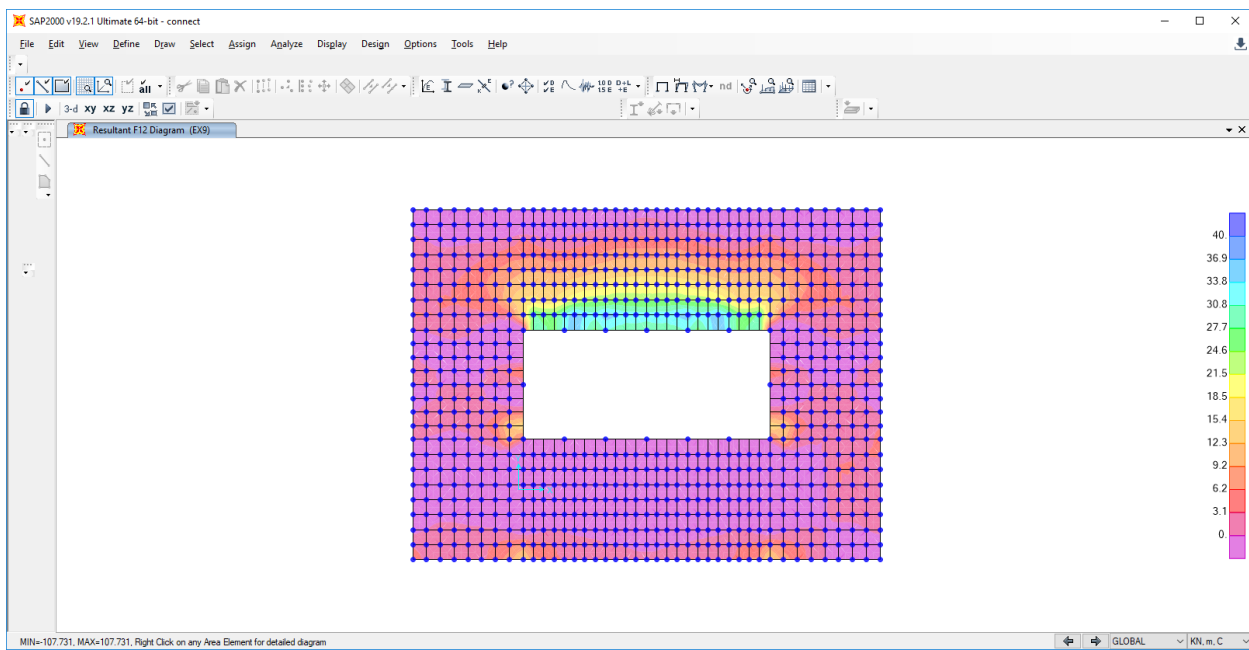 SAP2000 v19.2.1 Ultimate 64-bit - connect
File Edit View Define Draw Select Assign Analyze Display Design Options Tools Help
all nd
3-d xy xz yz
Resultant F12 Diagram (EX9)
40.
36.9
33.8
30.8
27.7
24.6
21.5
18.5
15.4
12.3
9.2
6.2
3.1
0.
MIN=-107.731, MAX=107.731, Right Click on any Area Element for detailed diagram GLOBAL KN, m, C